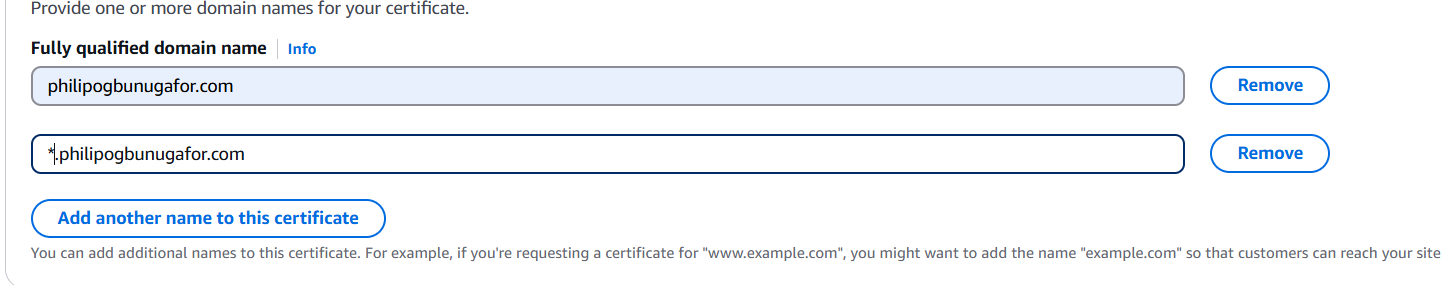 Provide one or more domain names for your certificate.
Fully qualified domain name Info
philipogbunugafor.com Remove
*.philipogbunugafor.com Remove
Add another name to this certificate
You can add additional names to this certificate. For example, if you're requesting a certificate for "www.example.com", you might want to add the name "example.com" so that customers can reach your site